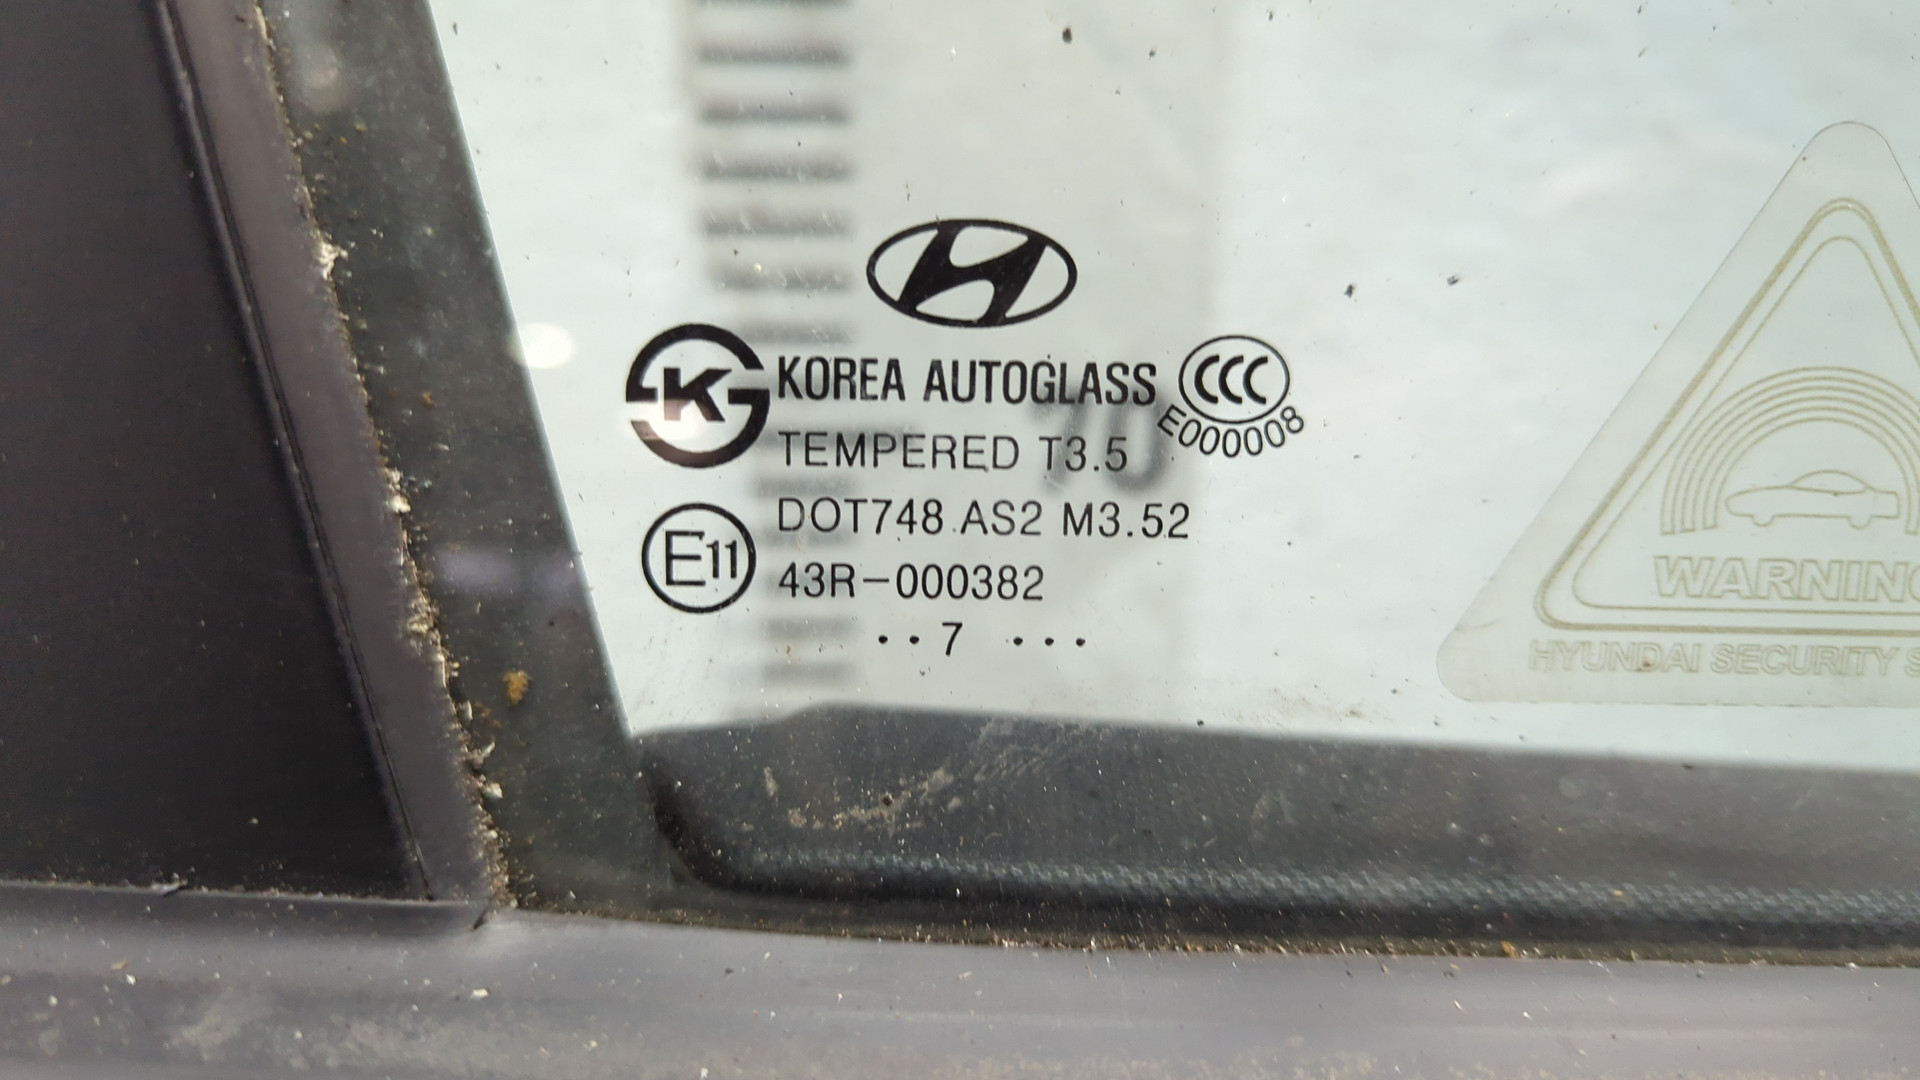 K
KOREA AUTOGLASS
CCC
E000008
TEMPERED T3.5
DOT748 AS2 M3.52
E11
43R-000382
..7 ...
WARNING
HYUNDAI SECURITY S